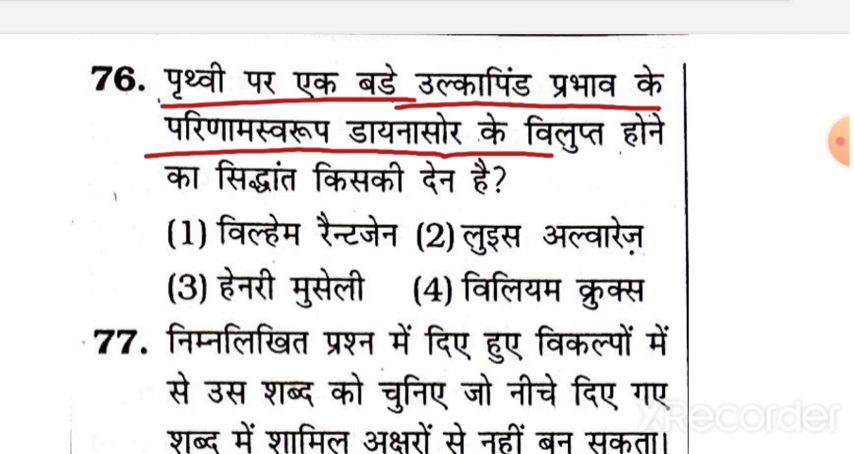 76. पृथ्वी पर एक बडे उल्कापिंड प्रभाव के
परिणामस्वरूप डायनासोर के विलुप्त होने
का सिद्धांत किसकी देन है?
(1) विल्हेम रैन्टजेन (2) लुइस अल्वारेज़
(3) हेनरी मुसेली (4) विलियम क्रुक्स
77. निम्नलिखित प्रश्न में दिए हुए विकल्पों में
से उस शब्द को चुनिए जो नीचे दिए गए
शब्द में शामिल अक्षरों से नहीं बन सकता।
XRecorder